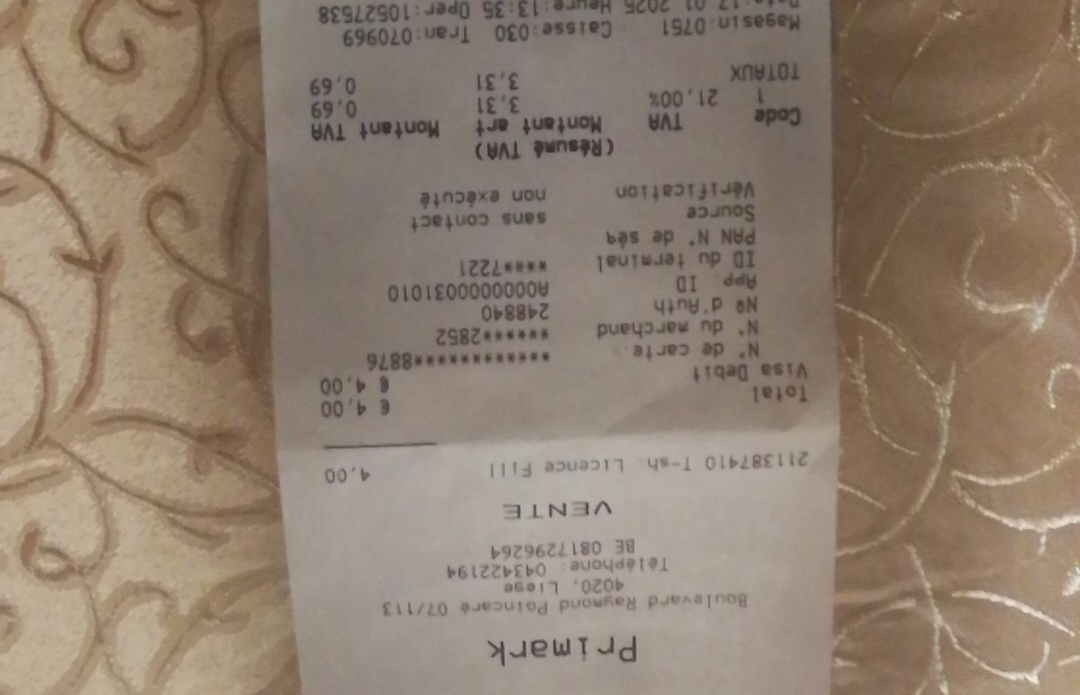 Primark
Boulevard Raymond Poincaré 07/113
4020, Liege
Téléphone: 043422194
BE 0817296264
VENTE
211387410 T-sh. Licence Fill 4,00
Total € 4,00
Visa Debit € 4,00
N° de carte. ************8876
N° du marchand ******2852
Nº d'Auth 248840
App. ID A0000000031010
ID du terminal ****7221
PAN N° de séq
Source sans contact
Vérification non exécuté
(Résumé TVA)
Code TVA Montant art Montant TVA
1 21,00% 3,31 0,69
TOTAUX 3,31 0,69
Magasin:0751 Caisse:030 Tran:070969
Date:17.01.2025 Heure:13:35 Oper:10527538